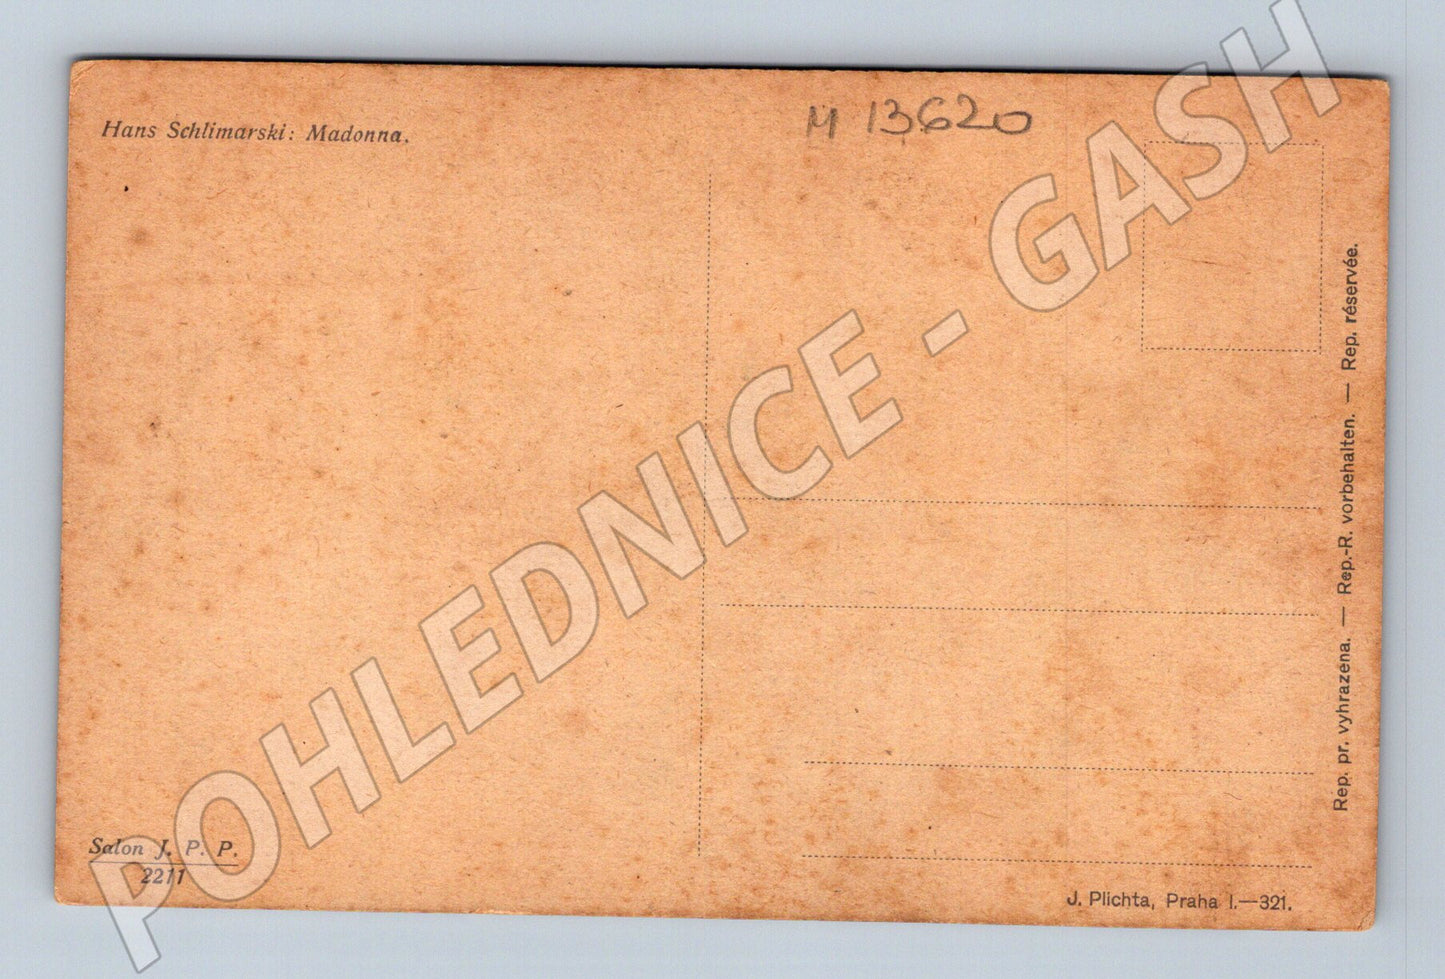 Hans Schlimarski: Madonna.
M 13620
Rep. pr. vyhrazena. — Rep.-R. vorbehalten. — Rep. réservée.
Salon J. P. P.
2211
J. Plichta, Praha I.—321.
POHLEDNICE - GASH